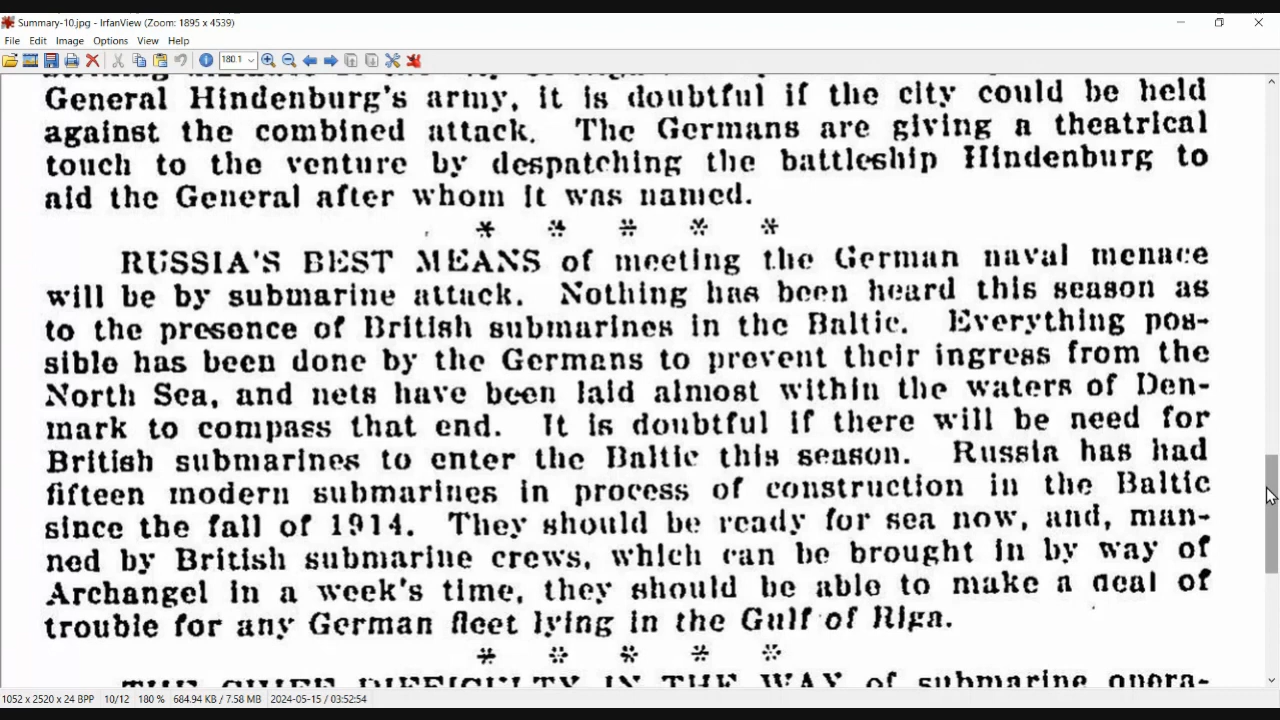 Summary-10.jpg - IrfanView (Zoom: 1895 x 4539)
File Edit Image Options View Help
180.1
General Hindenburg's army, it is doubtful if the city could be held
against the combined attack. The Germans are giving a theatrical
touch to the venture by despatching the battleship Hindenburg to
aid the General after whom it was named.
* * * * *
RUSSIA'S BEST MEANS of meeting the German naval menace
will be by submarine attack. Nothing has been heard this season as
to the presence of British submarines in the Baltic. Everything pos-
sible has been done by the Germans to prevent their ingress from the
North Sea, and nets have been laid almost within the waters of Den-
mark to compass that end. It is doubtful if there will be need for
British submarines to enter the Baltic this season. Russia has had
fifteen modern submarines in process of construction in the Baltic
since the fall of 1914. They should be ready for sea now, and, man-
ned by British submarine crews, which can be brought in by way of
Archangel in a week's time, they should be able to make a deal of
trouble for any German fleet lying in the Gulf of Riga.
* * * * *
THE CHIEF DIFFICULTY IN THE WAY of submarine opera-
1052 x 2520 x 24 BPP 10/12 180 % 684.94 KB / 7.58 MB 2024-05-15 / 03:52:54